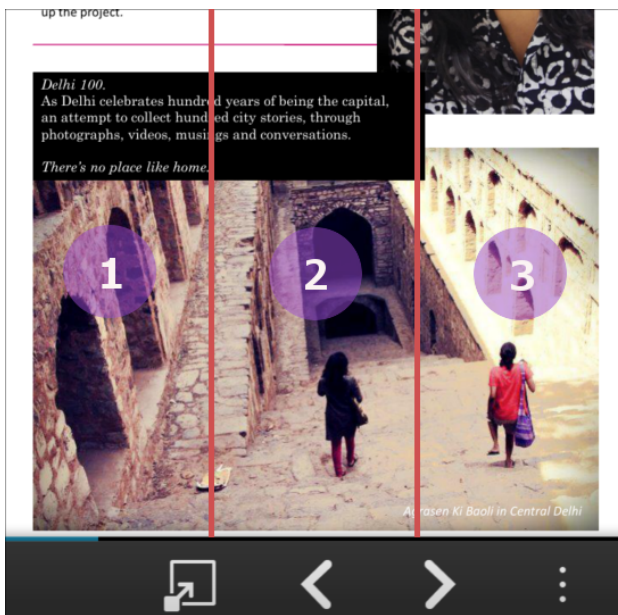 up the project.
Delhi 100.
As Delhi celebrates hundred years of being the capital,
an attempt to collect hundred city stories, through
photographs, videos, musings and conversations.
There's no place like home.
1
2
3
Agrasen Ki Baoli in Central Delhi